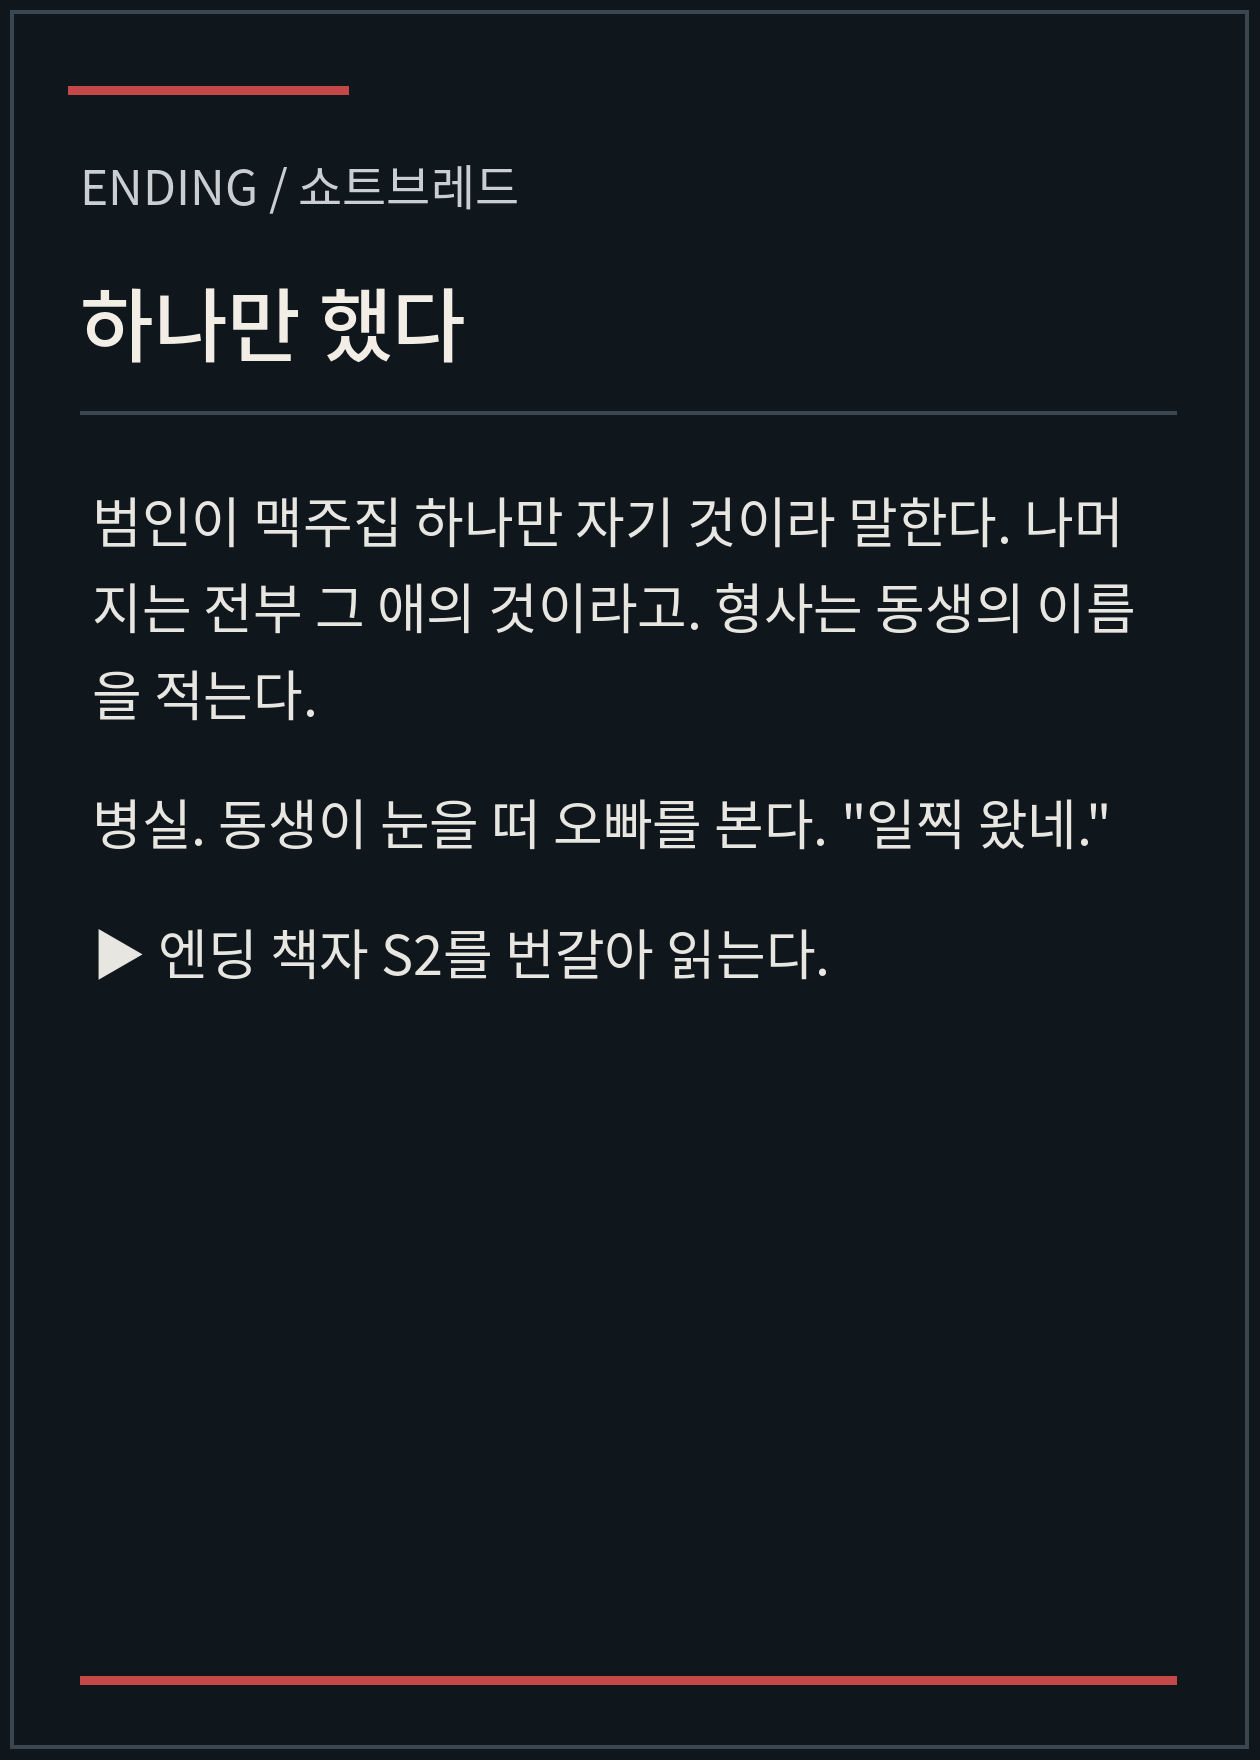 ENDING / 쇼트브레드
하나만 했다
범인이 맥주집 하나만 자기 것이라 말한다. 나머
지는 전부 그 애의 것이라고. 형사는 동생의 이름
을 적는다.
병실. 동생이 눈을 떠 오빠를 본다. "일찍 왔네."
▶ 엔딩 책자 S2를 번갈아 읽는다.